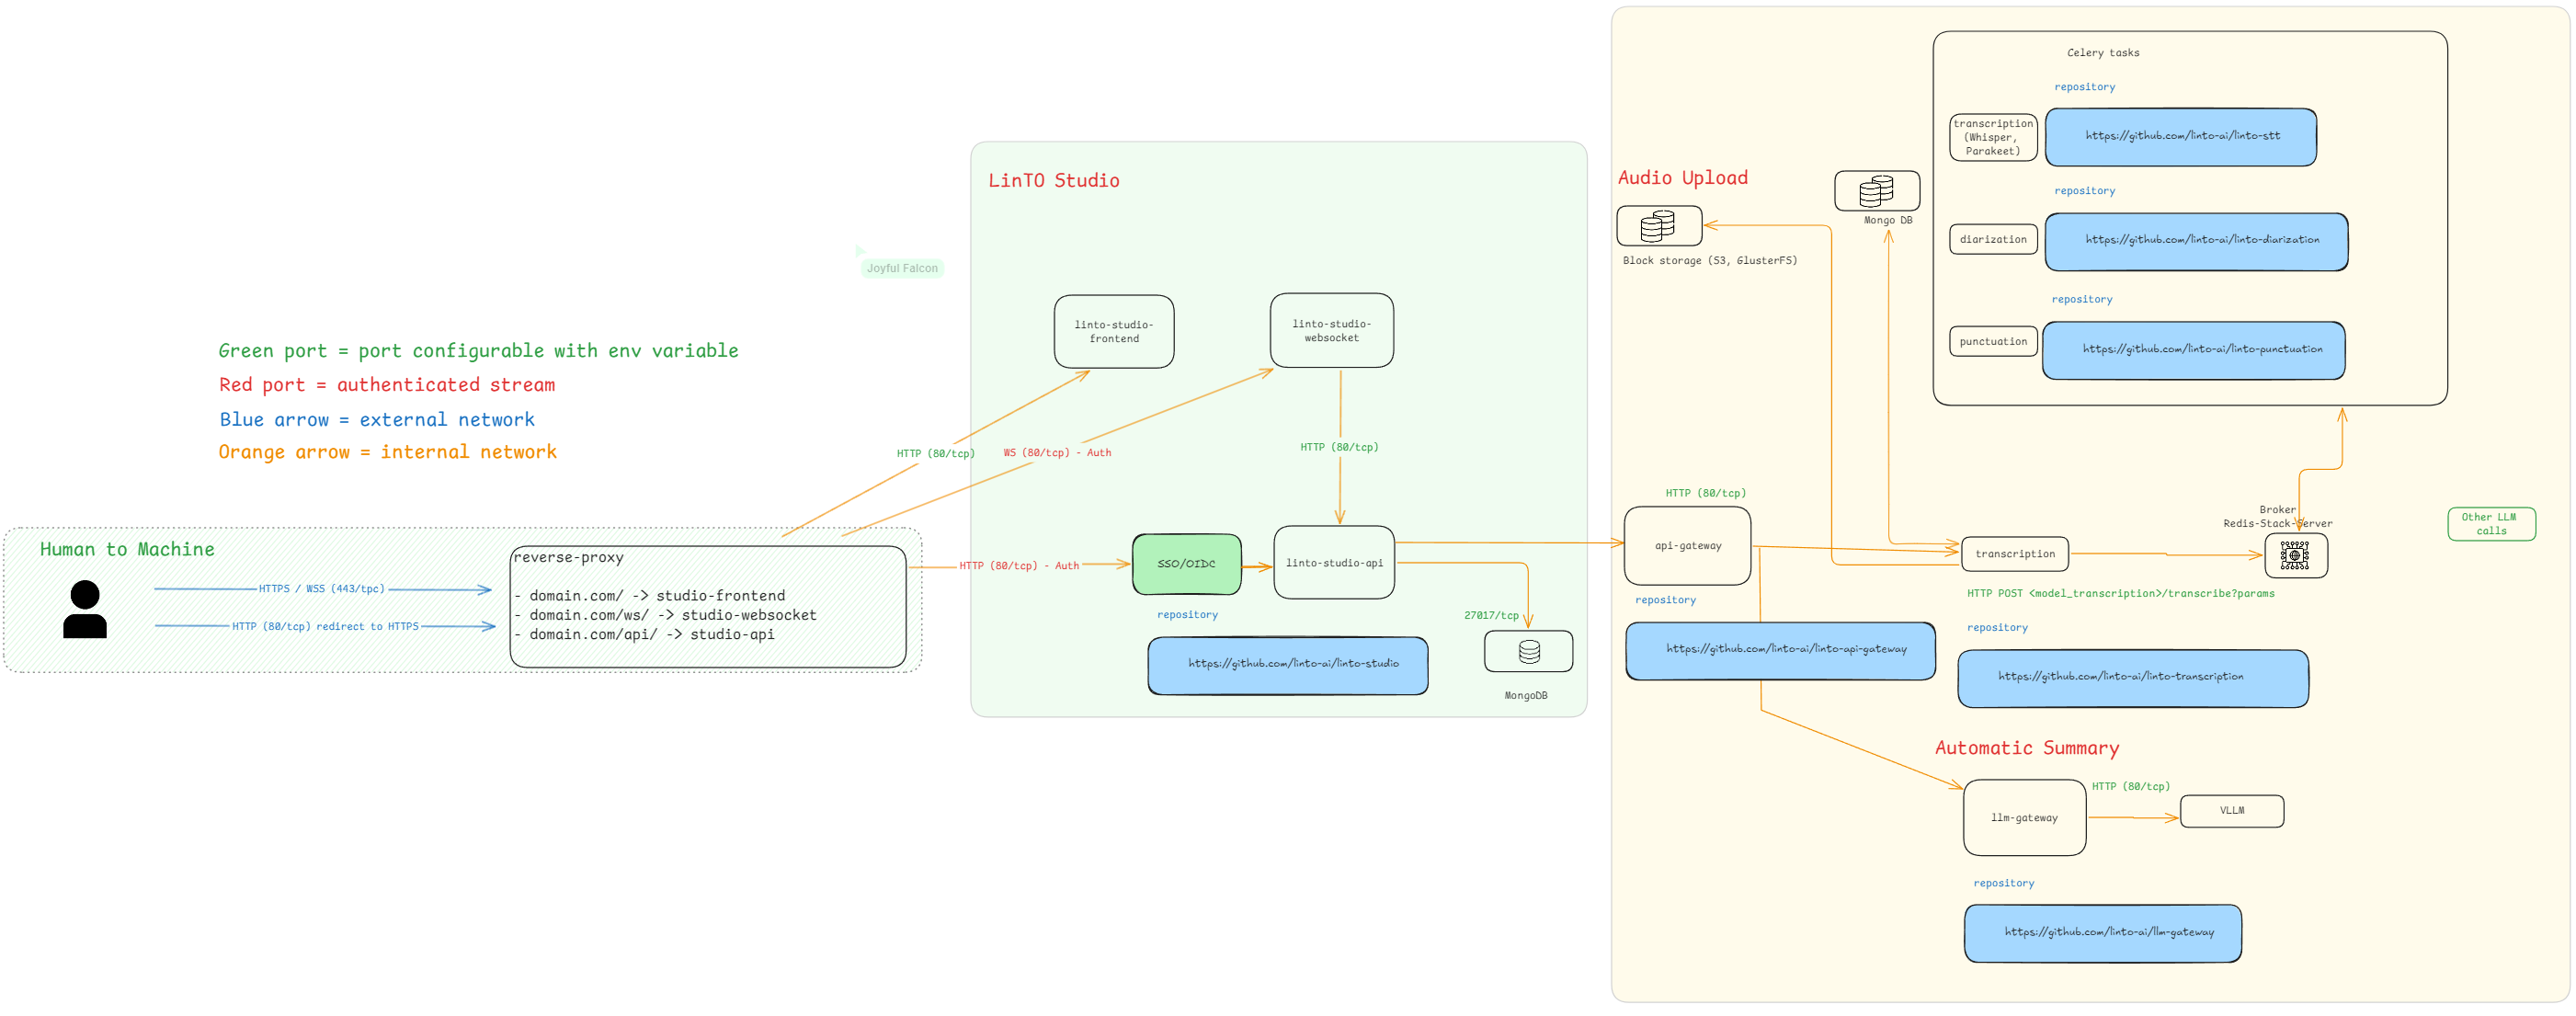 Joyful Falcon
Green port = port configurable with env variable
Red port = authenticated stream
Blue arrow = external network
Orange arrow = internal network
Human to Machine
HTTPS / WSS (443/tpc)
HTTP (80/tcp) redirect to HTTPS
reverse-proxy
- domain.com/ -> studio-frontend
- domain.com/ws/ -> studio-websocket
- domain.com/api/ -> studio-api
HTTP (80/tcp)
WS (80/tcp) - Auth
HTTP (80/tcp) - Auth
LinTO Studio
linto-studio-
frontend
linto-studio-
websocket
HTTP (80/tcp)
SSO/OIDC
linto-studio-api
repository
https://github.com/linto-ai/linto-studio
27017/tcp
MongoDB
Audio Upload
Block storage (S3, GlusterFS)
Mongo DB
Celery tasks
repository
transcription
(Whisper,
Parakeet)
https://github.com/linto-ai/linto-stt
repository
diarization
https://github.com/linto-ai/linto-diarization
repository
punctuation
https://github.com/linto-ai/linto-punctuation
HTTP (80/tcp)
api-gateway
repository
https://github.com/linto-ai/linto-api-gateway
transcription
Broker
Redis-Stack-Server
Other LLM
calls
HTTP POST <model_transcription>/transcribe?params
repository
https://github.com/linto-ai/linto-transcription
Automatic Summary
llm-gateway
HTTP (80/tcp)
VLLM
repository
https://github.com/linto-ai/llm-gateway